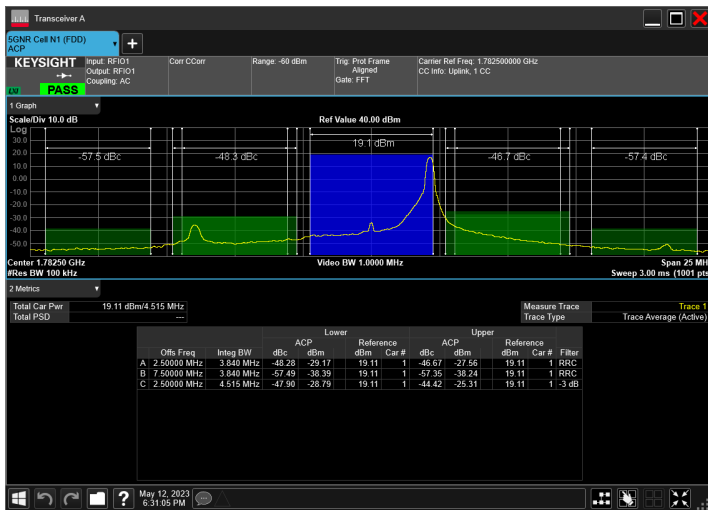 Transceiver A
5GNR Cell N1 (FDD)
ACP
KEYSIGHT
PASS
Input: RFIO1
Output: RFIO1
Coupling: AC
Corr CCorr
Range: -60 dBm
Trig: Prot Frame
Aligned
Gate: FFT
Carrier Ref Freq: 1.782500000 GHz
CC Info: Uplink, 1 CC
1 Graph
Scale/Div 10.0 dB
Ref Value 40.00 dBm
Log
30.0
20.0
10.0
0.00
-10.0
-20.0
-30.0
-40.0
-50.0
-57.5 dBc
-48.3 dBc
19.1 dBm
-46.7 dBc
-57.4 dBc
Center 1.78250 GHz
#Res BW 100 kHz
Video BW 1.0000 MHz
Span 25 MH
Sweep 3.00 ms (1001 pts
2 Metrics
Total Car Pwr 19.11 dBm/4.515 MHz
Total PSD ---
Measure Trace Trace 1
Trace Type Trace Average (Active)
Lower Upper
ACP Reference ACP Reference
Offs Freq Integ BW dBc dBm dBm Car # dBc dBm dBm Car # Filter
A 2.50000 MHz 3.840 MHz -48.28 -29.17 19.11 1 -46.67 -27.56 19.11 1 RRC
B 7.50000 MHz 3.840 MHz -57.49 -38.39 19.11 1 -57.35 -38.24 19.11 1 RRC
C 2.50000 MHz 4.515 MHz -47.90 -28.79 19.11 1 -44.42 -25.31 19.11 1 -3 dB
May 12, 2023
6:31:05 PM